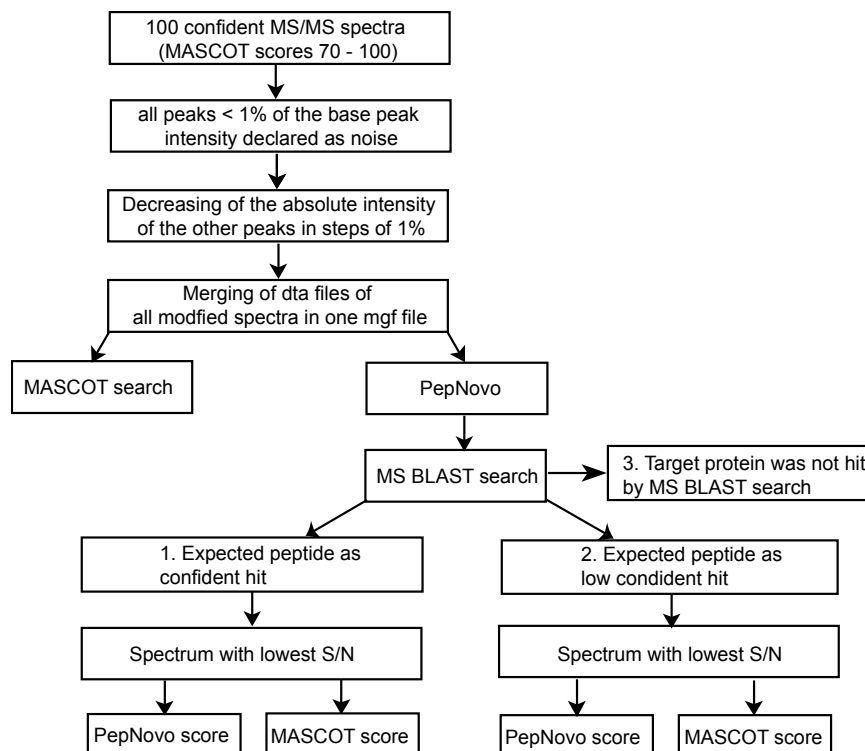 100 confident MS/MS spectra
(MASCOT scores 70 - 100)
all peaks < 1% of the base peak
intensity declared as noise
Decreasing of the absolute intensity
of the other peaks in steps of 1%
Merging of dta files of
all modfied spectra in one mgf file
MASCOT search
PepNovo
MS BLAST search
3. Target protein was not hit
by MS BLAST search
1. Expected peptide as
confident hit
2. Expected peptide as
low condident hit
Spectrum with lowest S/N
Spectrum with lowest S/N
PepNovo score
MASCOT score
PepNovo score
MASCOT score